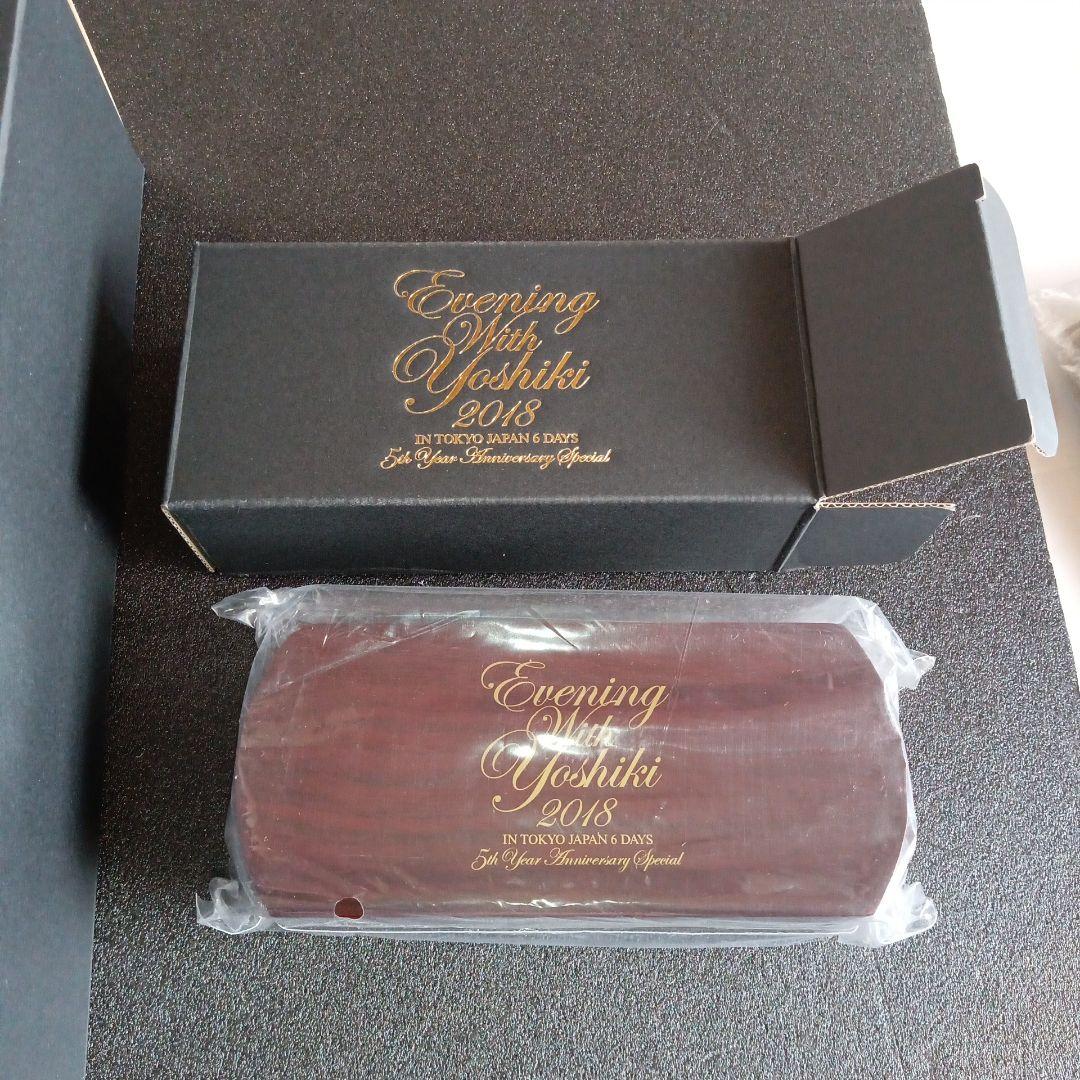 Evening
With
Yoshiki
2018
IN TOKYO JAPAN 6 DAYS
5th Year Anniversary Special
Evening
With
Yoshiki
2018
IN TOKYO JAPAN 6 DAYS
5th Year Anniversary Special